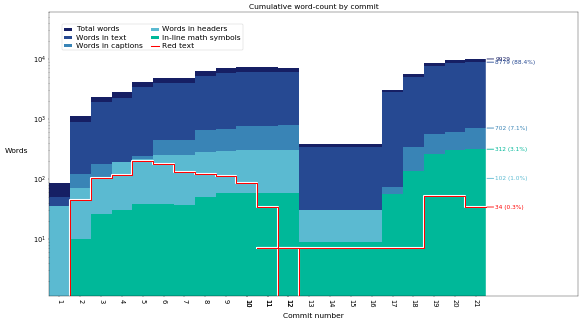 Cumulative word-count by commit
Total words
Words in text
Words in captions
Words in headers
In-line math symbols
Red text
Words
10⁴
10³
10²
10¹
8779 (88.4%)
702 (7.1%)
312 (3.1%)
102 (1.0%)
34 (0.3%)
1 2 3 4 5 6 7 8 9 10 11 12 13 14 15 16 17 18 19 20 21
Commit number